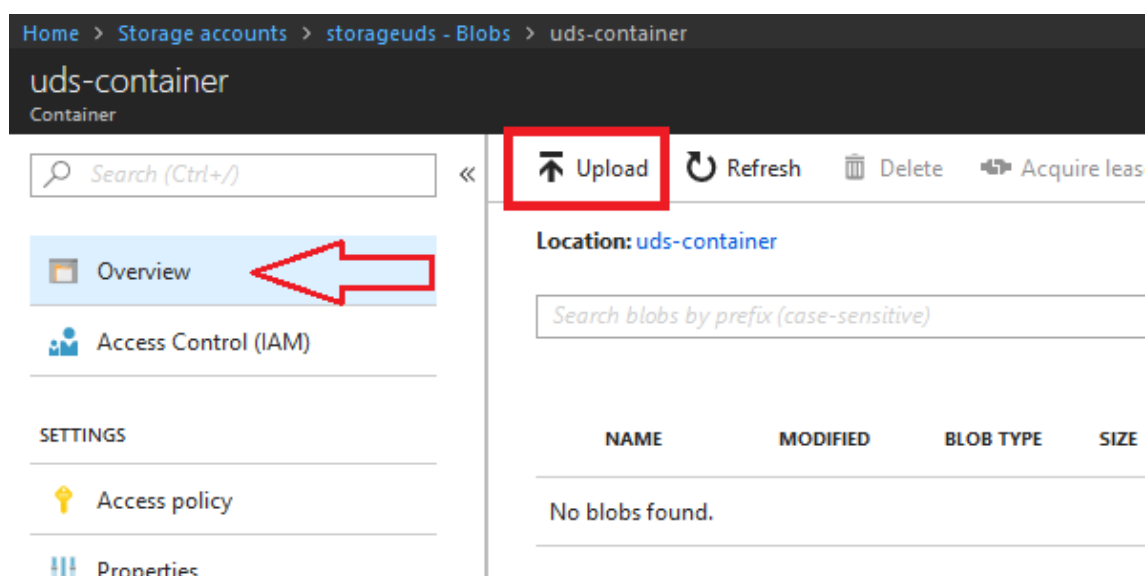 Home > Storage accounts > storageuds - Blobs > uds-container
uds-container
Container
Search (Ctrl+/)
«
Upload Refresh Delete Acquire leas
Overview
Access Control (IAM)
SETTINGS
Access policy
Properties
Location: uds-container
Search blobs by prefix (case-sensitive)
NAME MODIFIED BLOB TYPE SIZE
No blobs found.